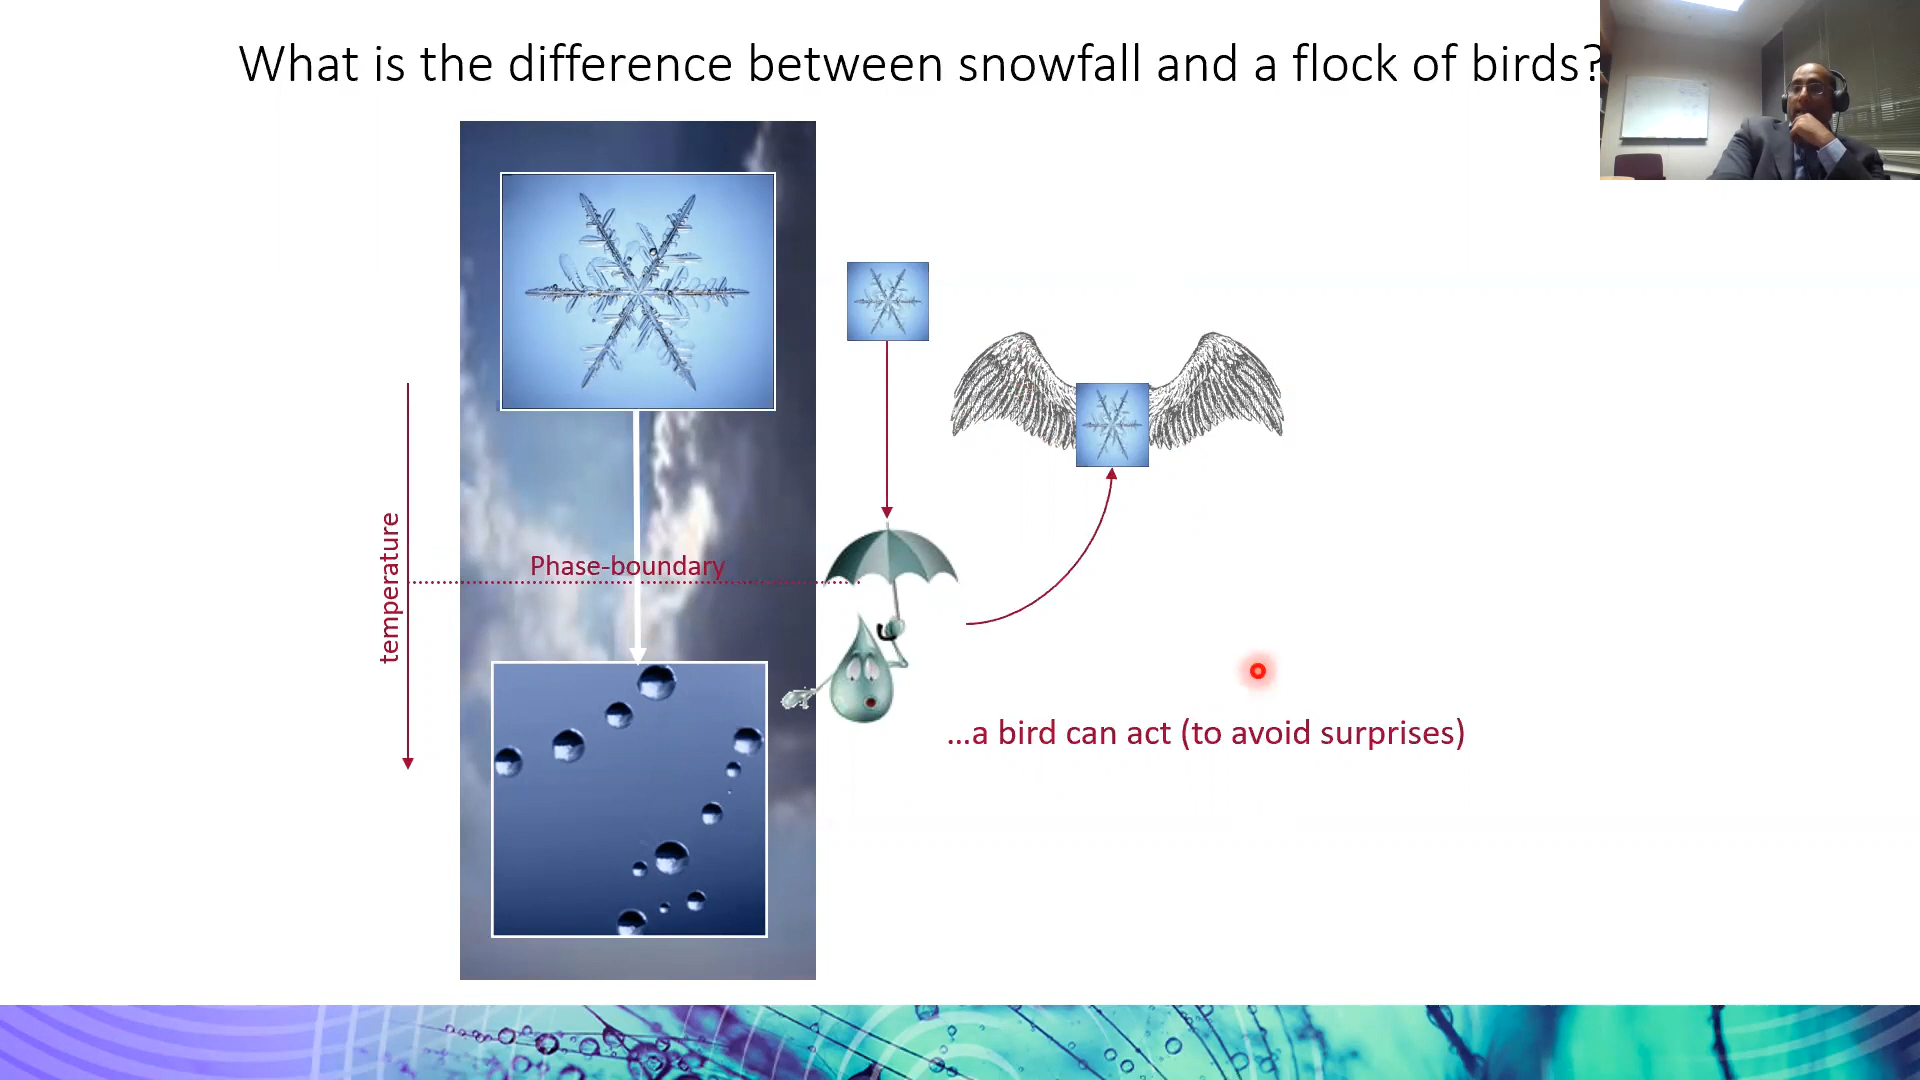 What is the difference between snowfall and a flock of birds?
temperature
Phase-boundary
...a bird can act (to avoid surprises)